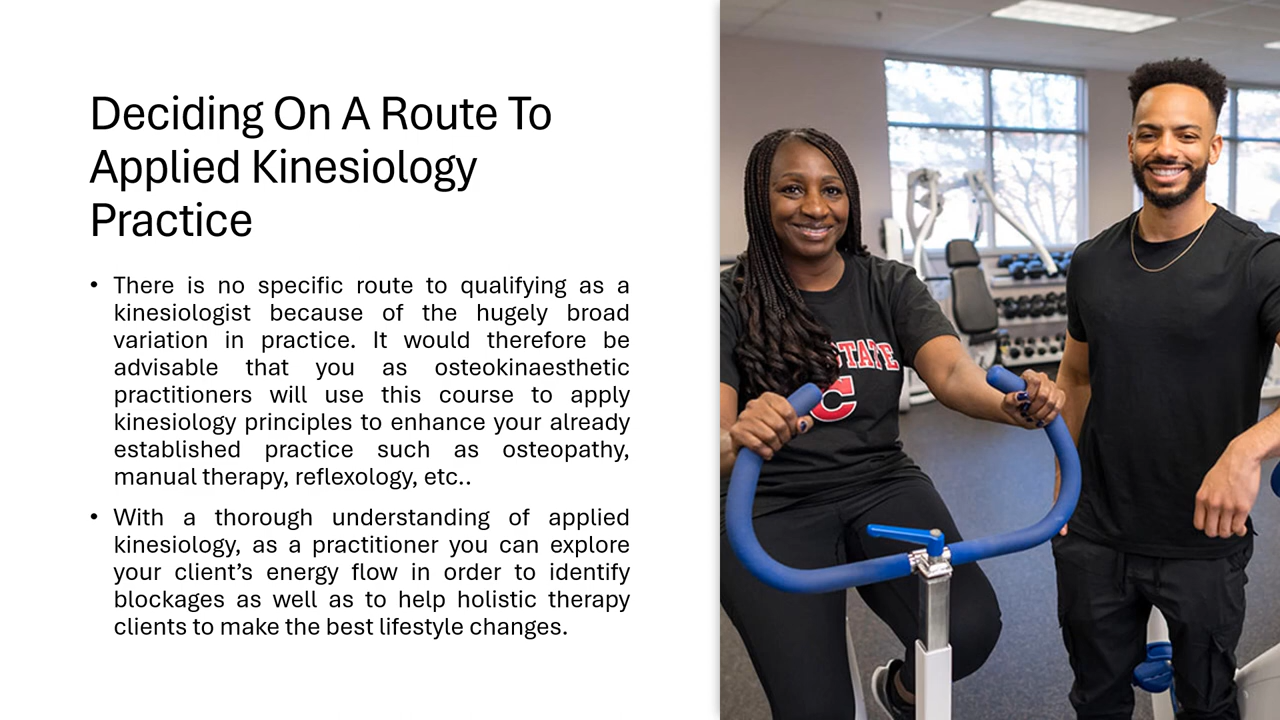 Deciding On A Route To
Applied Kinesiology
Practice
• There is no specific route to qualifying as a
kinesiologist because of the hugely broad
variation in practice. It would therefore be
advisable that you as osteokinaesthetic
practitioners will use this course to apply
kinesiology principles to enhance your already
established practice such as osteopathy,
manual therapy, reflexology, etc..
• With a thorough understanding of applied
kinesiology, as a practitioner you can explore
your client’s energy flow in order to identify
blockages as well as to help holistic therapy
clients to make the best lifestyle changes.
STATE
C